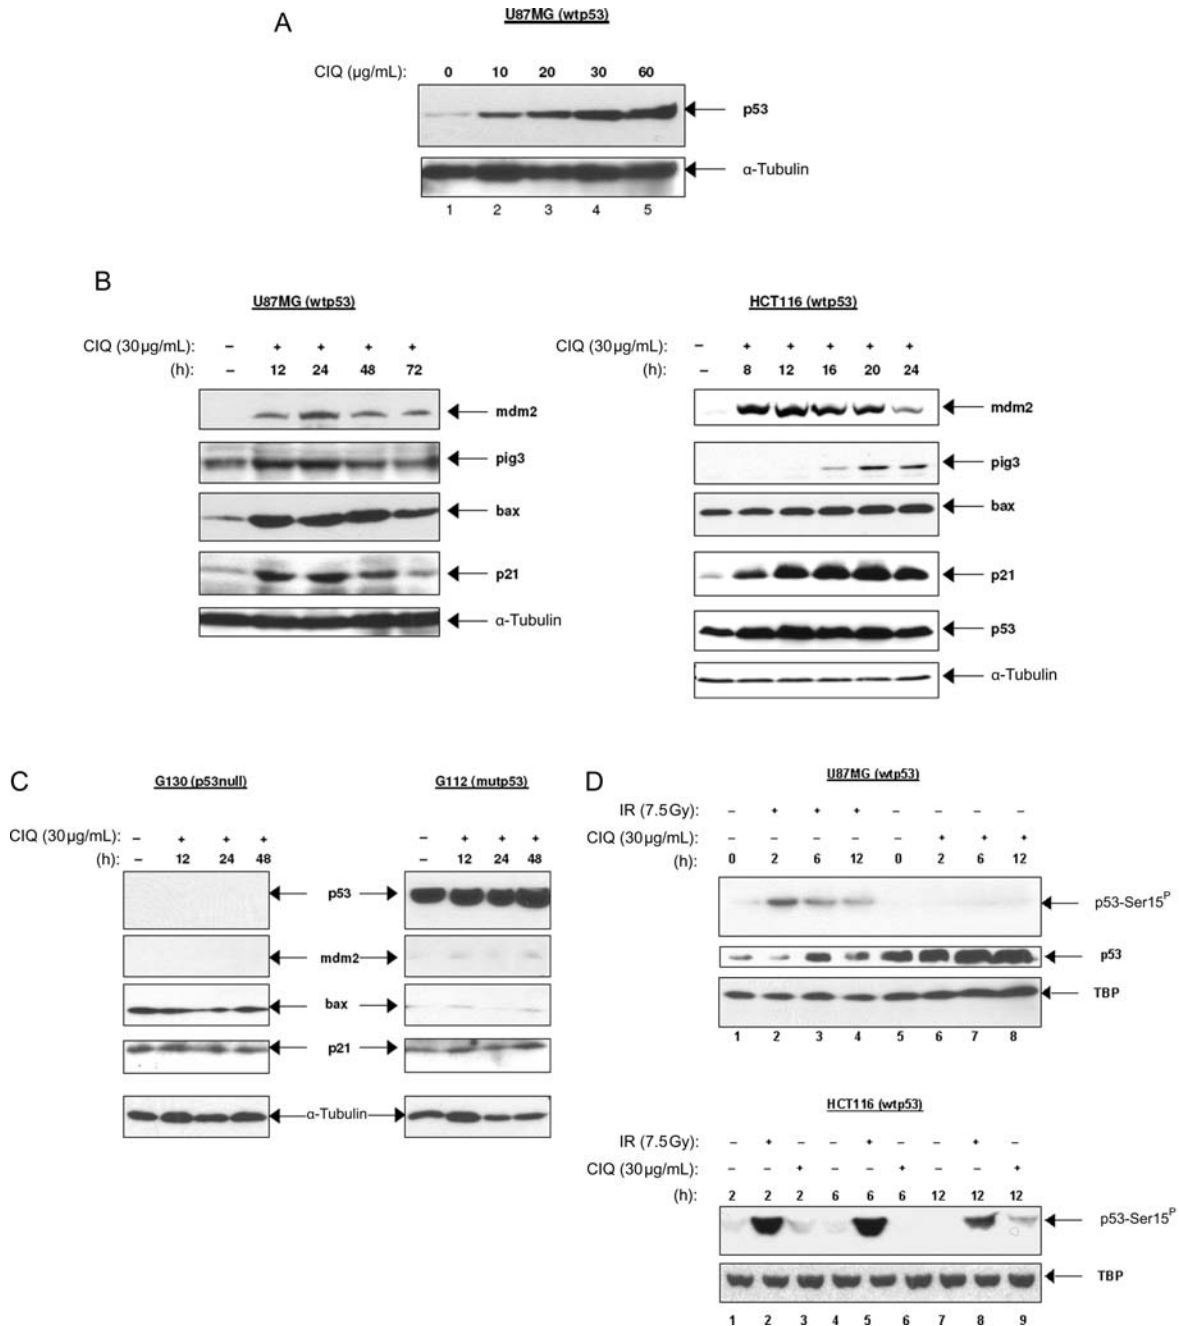 A
U87MG (wtp53)
CIQ (µg/mL): 0 10 20 30 60
p53
α-Tubulin
1 2 3 4 5
B
U87MG (wtp53)
CIQ (30µg/mL): – + + + +
(h): – 12 24 48 72
mdm2
pig3
bax
p21
α-Tubulin
HCT116 (wtp53)
CIQ (30µg/mL): – + + + + +
(h): – 8 12 16 20 24
mdm2
pig3
bax
p21
p53
α-Tubulin
C
G130 (p53null) G112 (mutp53)
CIQ (30µg/mL): – + + + – + + +
(h): – 12 24 48 – 12 24 48
p53
mdm2
bax
p21
α-Tubulin
D
U87MG (wtp53)
IR (7.5Gy): – + + + – – – –
CIQ (30µg/mL): – – – – – + + +
(h): 0 2 6 12 0 2 6 12
p53-Ser15P
p53
TBP
1 2 3 4 5 6 7 8
HCT116 (wtp53)
IR (7.5Gy): – + – – + – – + –
CIQ (30µg/mL): – – + – – + – – +
(h): 2 2 2 6 6 6 12 12 12
p53-Ser15P
TBP
1 2 3 4 5 6 7 8 9